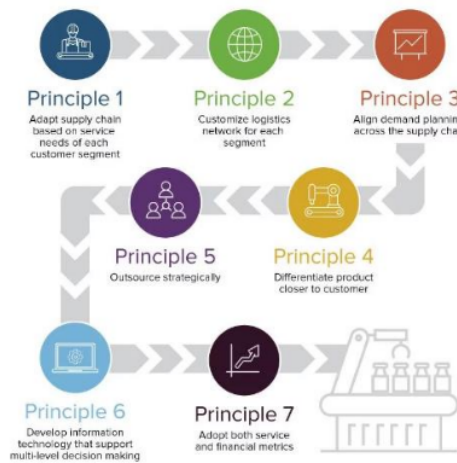 Principle 1
Adapt supply chain
based on service
needs of each
customer segment
Principle 2
Customize logistics
network for each
segment
Principle 3
Align demand
across the supply
Principle 5
Outsource strategically
Principle 4
Differentiate product
closer to customer
Principle 6
Develop information
technology that support
multi-level decision making
Principle 7
Adopt both service
and financial metrics